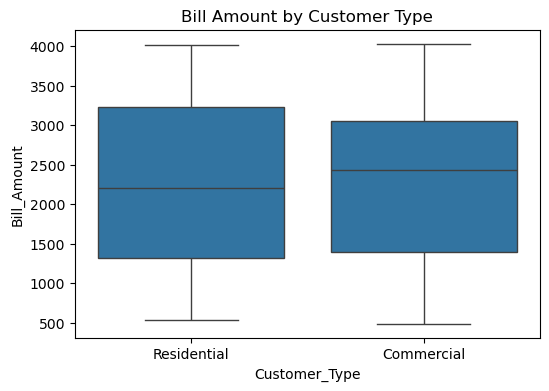 Bill Amount by Customer Type
Bill_Amount
4000
3500
3000
2500
2000
1500
1000
500
Residential
Commercial
Customer_Type